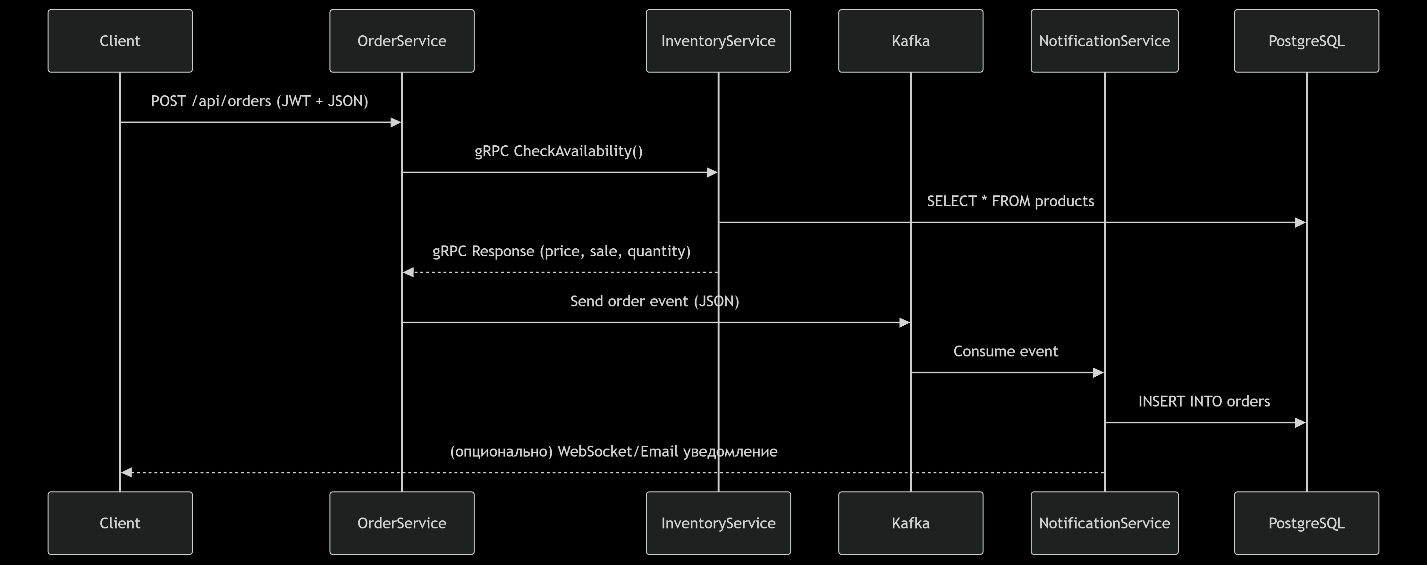 Client
OrderService
InventoryService
Kafka
NotificationService
PostgreSQL
POST /api/orders (JWT + JSON)
gRPC CheckAvailability()
SELECT * FROM products
gRPC Response (price, sale, quantity)
Send order event (JSON)
Consume event
INSERT INTO orders
(опционально) WebSocket/Email уведомление
Client
OrderService
InventoryService
Kafka
NotificationService
PostgreSQL